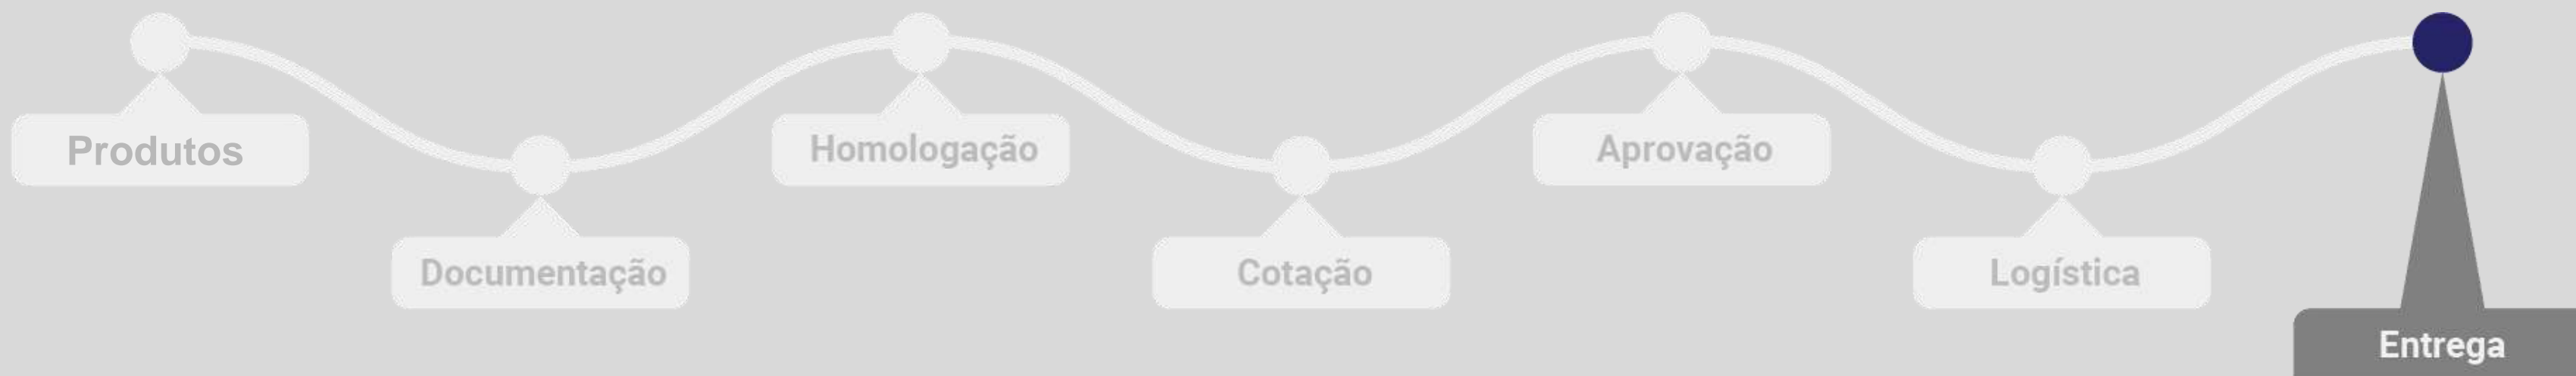 Produtos
Documentação
Homologação
Cotação
Aprovação
Logística
Entrega